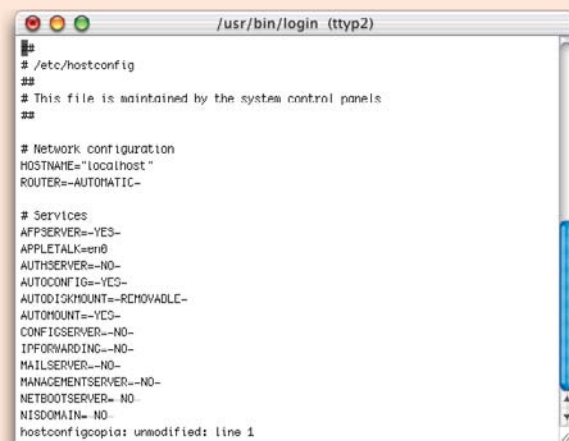 /usr/bin/login (ttyp2)
##
# /etc/hostconfig
##
# This file is maintained by the system control panels
##
# Network configuration
HOSTNAME="localhost"
ROUTER=-AUTOMATIC-
# Services
AFPSERVER=-YES-
APPLETALK=en0
AUTHSERVER=-NO-
AUTOCONFIG=-YES-
AUTODISKMOUNT=-REMOVABLE-
AUTOMOUNT=-YES-
CONFIGSERVER=-NO-
IPFORWARDING=-NO-
MAILSERVER=-NO-
MANAGEMENTSERVER=-NO-
NETBOOTSERVER=-NO-
NISDOMAIN=-NO-
hostconfigcopia: unmodified: line 1